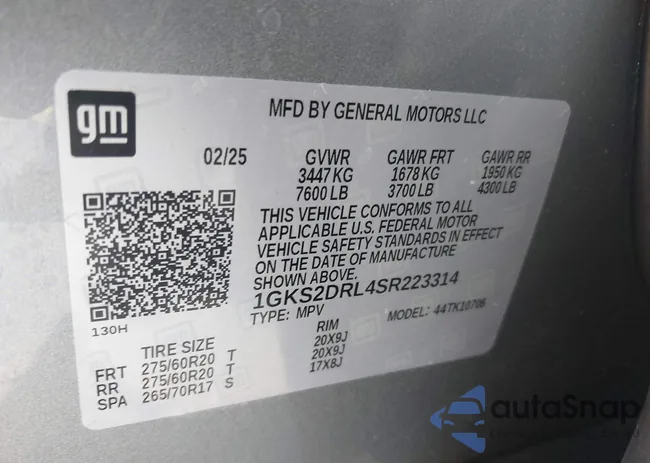 gm
MFD BY GENERAL MOTORS LLC
02/25 GVWR GAWR FRT GAWR RR
3447 KG 1678 KG 1950 KG
7600 LB 3700 LB 4300 LB
THIS VEHICLE CONFORMS TO ALL
APPLICABLE U.S. FEDERAL MOTOR
VEHICLE SAFETY STANDARDS IN EFFECT
ON THE DATE OF MANUFACTURE
SHOWN ABOVE.
1GKS2DRL4SR223314
TYPE: MPV MODEL: 44TK10706
130H
TIRE SIZE RIM
FRT 275/60R20 T 20X9J
RR 275/60R20 T 20X9J
SPA 265/70R17 S 17X8J
autoSnap